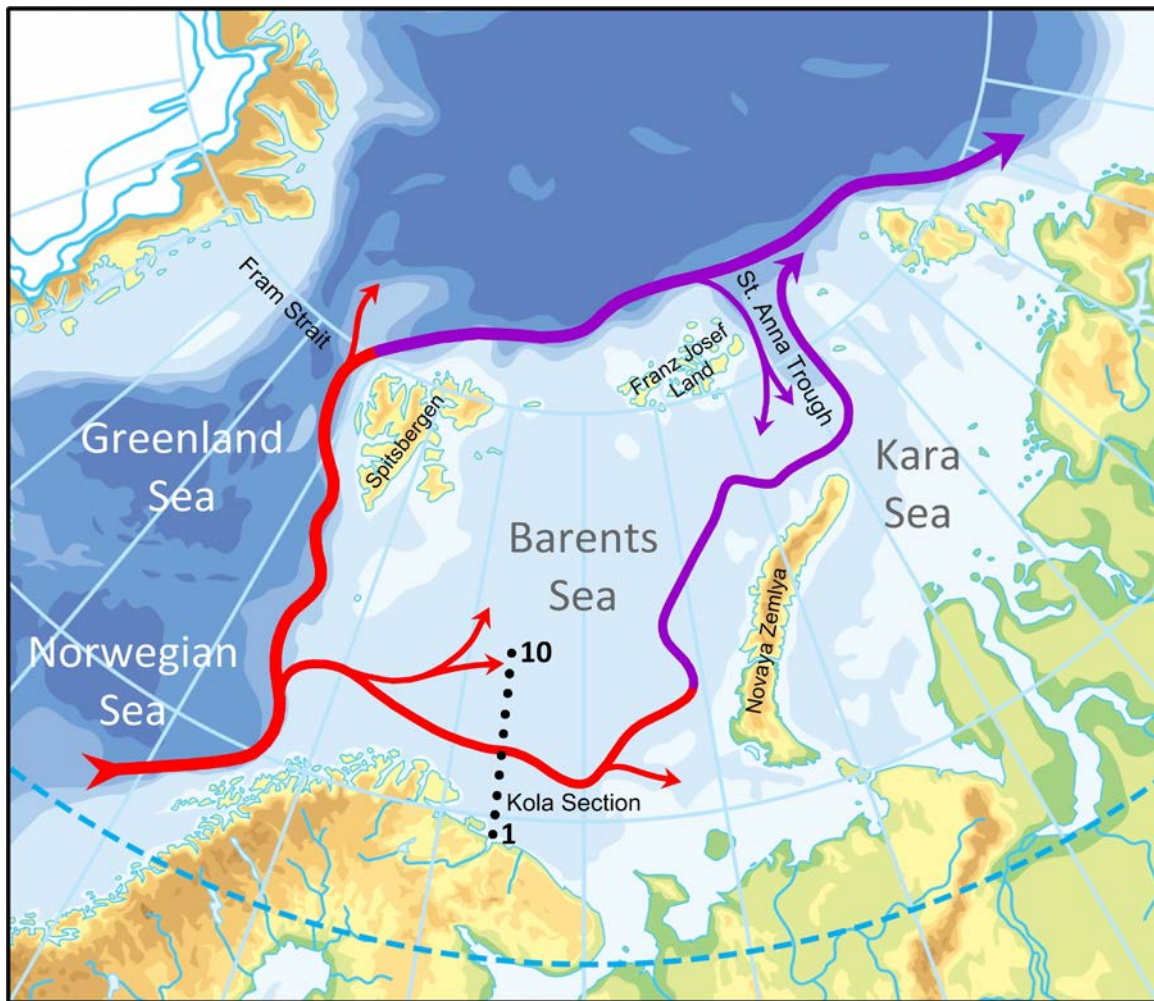 Fram Strait
St. Anna Trough
Franz Josef
Land
Spitsbergen
Greenland
Sea
Kara
Sea
Barents
Sea
Novaya Zemlya
Norwegian
Sea
10
Kola Section
1